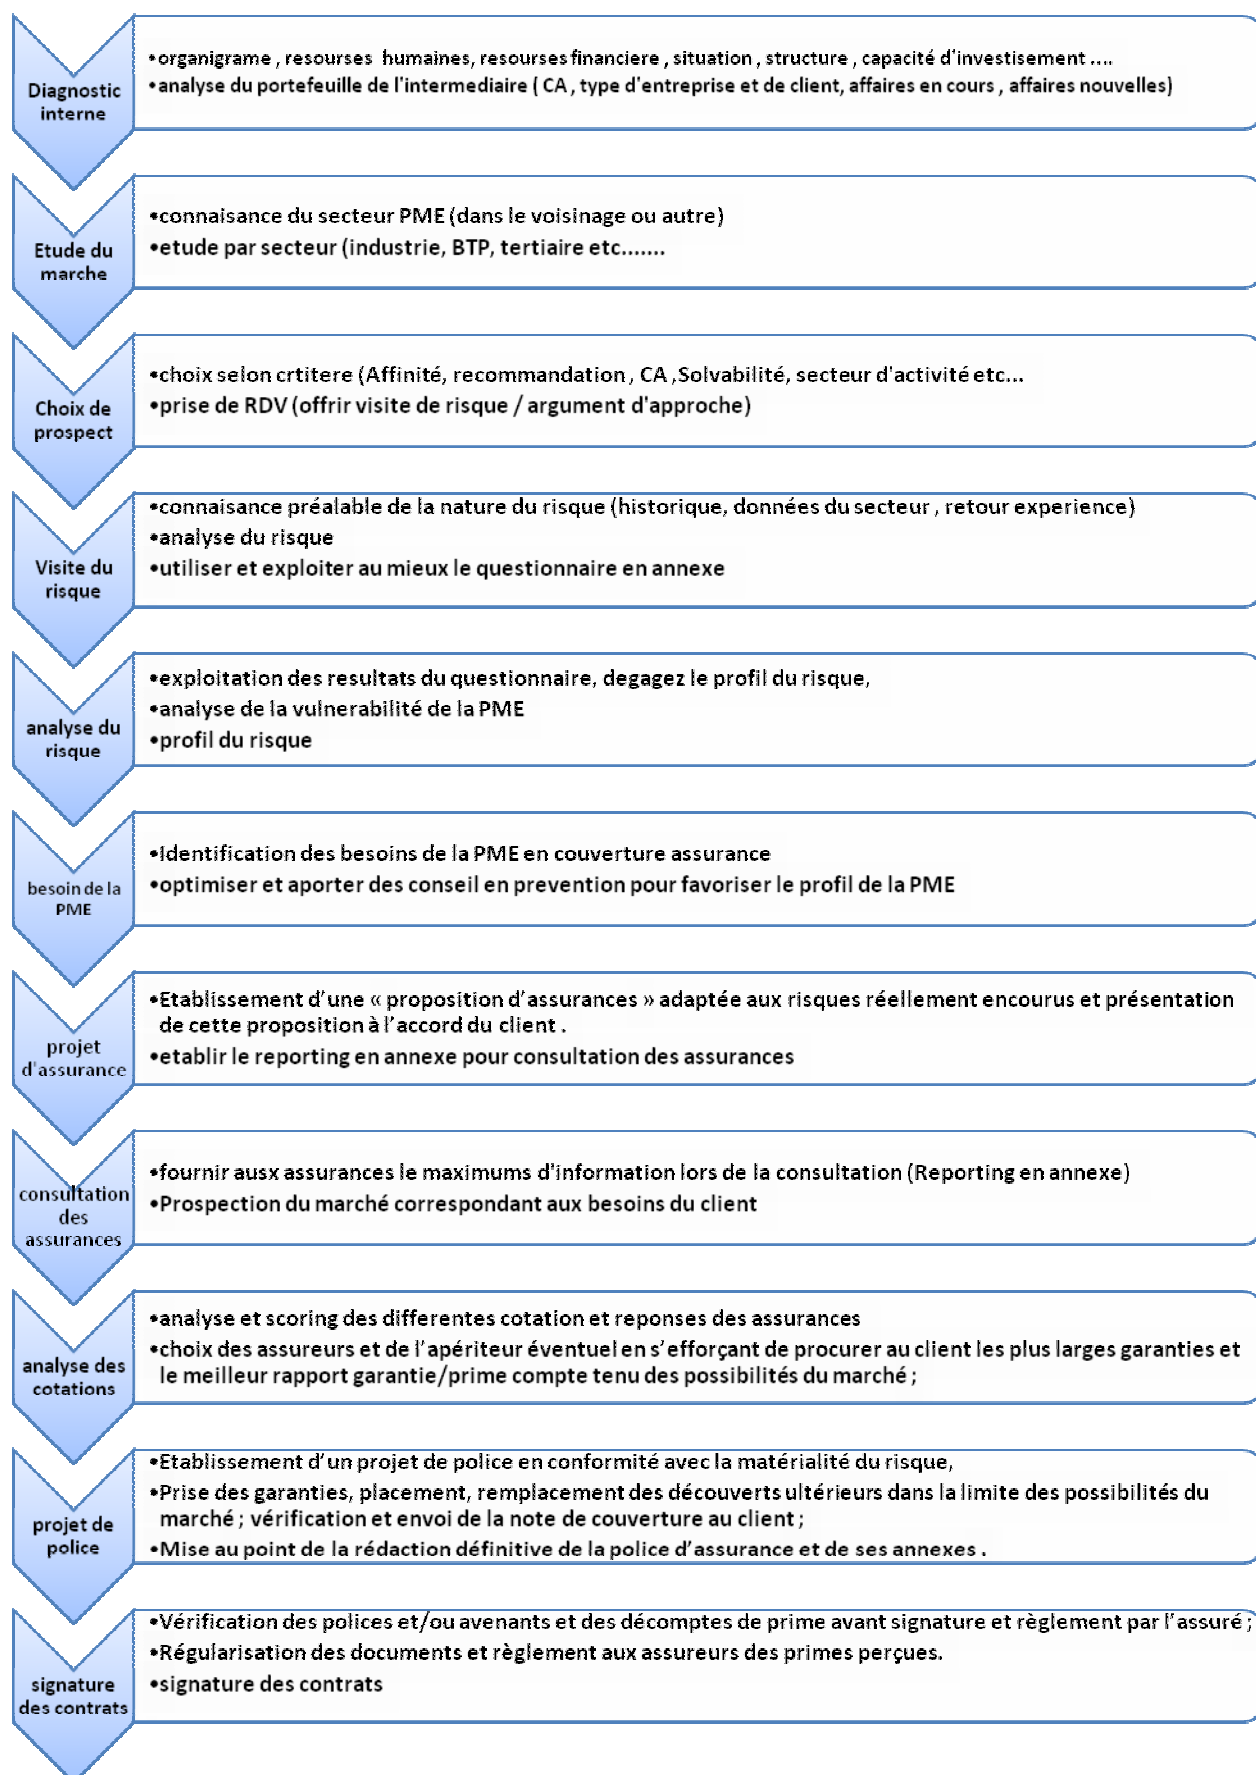 Diagnostic
interne
•organigrame , resourses  humaines, resourses financiere , situation , structure , capacité d'investisement ....
•analyse du portefeuille de l'intermediaire ( CA , type d'entreprise et de client, affaires en cours , affaires nouvelles)
Etude du
marche
•connaisance du secteur PME (dans le voisinage ou autre)
•etude par secteur (industrie, BTP, tertiaire etc.......
Choix de
prospect
•choix selon crtitere (Affinité, recommandation , CA ,Solvabilité, secteur d'activité etc...
•prise de RDV (offrir visite de risque / argument d'approche)
Visite du
risque
•connaisance préalable de la nature du risque (historique, données du secteur , retour experience)
•analyse du risque
•utiliser et exploiter au mieux le questionnaire en annexe
analyse du
risque
•exploitation des resultats du questionnaire, degagez le profil du risque,
•analyse de la vulnerabilité de la PME
•profil du risque
besoin de la
PME
•Identification des besoins de la PME en couverture assurance
•optimiser et aporter des conseil en prevention pour favoriser le profil de la PME
projet
d'assurance
•Etablissement d'une « proposition d'assurances » adaptée aux risques réellement encourus et présentation
de cette proposition à l'accord du client .
•etablir le reporting en annexe pour consultation des assurances
consultation
des
assurances
•fournir ausx assurances le maximums d'information lors de la consultation (Reporting en annexe)
•Prospection du marché correspondant aux besoins du client
analyse des
cotations
•analyse et scoring des differentes cotation et reponses des assurances
•choix des assureurs et de l'apériteur éventuel en s'efforçant de procurer au client les plus larges garanties et
le meilleur rapport garantie/prime compte tenu des possibilités du marché ;
projet de
police
•Etablissement d'un projet de police en conformité avec la matérialité du risque,
•Prise des garanties, placement, remplacement des découverts ultérieurs dans la limite des possibilités du
marché ; vérification et envoi de la note de couverture au client ;
•Mise au point de la rédaction définitive de la police d'assurance et de ses annexes .
signature
des contrats
•Vérification des polices et/ou avenants et des décomptes de prime avant signature et règlement par l'assuré ;
•Régularisation des documents et règlement aux assureurs des primes perçues.
•signature des contrats